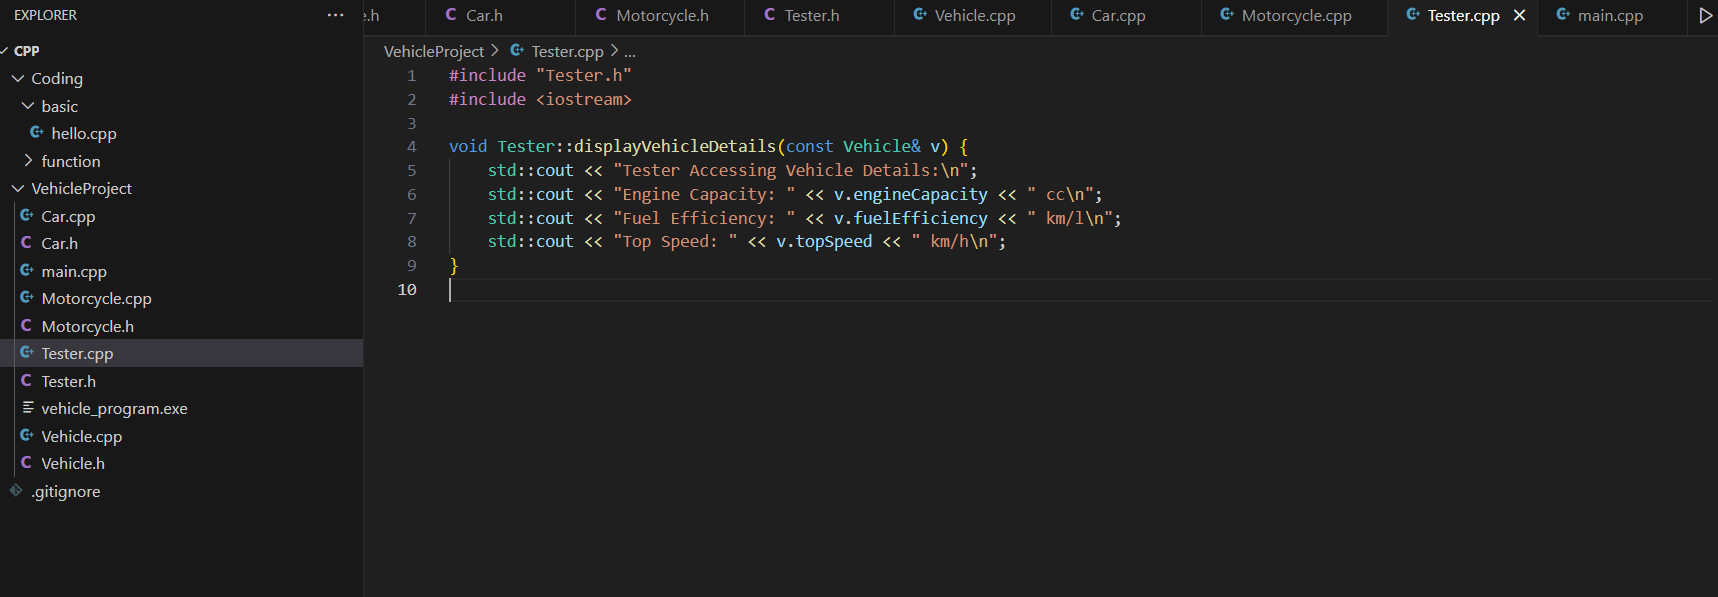 EXPLORER
CPP
Coding
basic
hello.cpp
function
VehicleProject
Car.cpp
Car.h
main.cpp
Motorcycle.cpp
Motorcycle.h
Tester.cpp
Tester.h
vehicle_program.exe
Vehicle.cpp
Vehicle.h
.gitignore
e.h Car.h Motorcycle.h Tester.h Vehicle.cpp Car.cpp Motorcycle.cpp Tester.cpp main.cpp
VehicleProject > Tester.cpp > ...
1 #include "Tester.h"
2 #include <iostream>
3
4 void Tester::displayVehicleDetails(const Vehicle& v) {
5 std::cout << "Tester Accessing Vehicle Details:\n";
6 std::cout << "Engine Capacity: " << v.engineCapacity << " cc\n";
7 std::cout << "Fuel Efficiency: " << v.fuelEfficiency << " km/l\n";
8 std::cout << "Top Speed: " << v.topSpeed << " km/h\n";
9 }
10